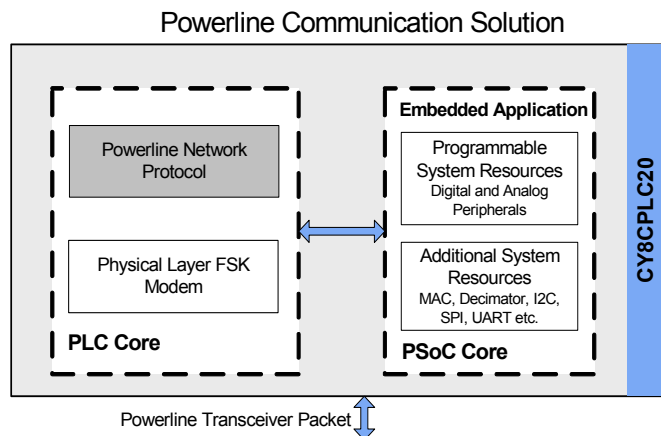 Powerline Communication Solution
Powerline Network
Protocol
Physical Layer FSK
Modem
PLC Core
Embedded Application
Programmable
System Resources
Digital and Analog
Peripherals
Additional System
Resources
MAC, Decimator, I2C,
SPI, UART etc.
PSoC Core
CY8CPLC20
Powerline Transceiver Packet